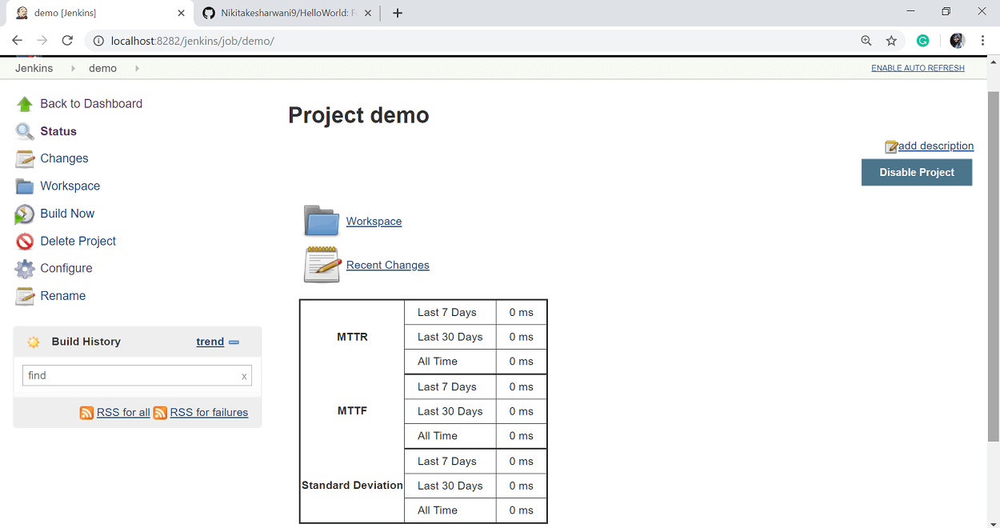 demo [Jenkins]
Nikitakesharwani9/HelloWorld:
localhost:8282/jenkins/job/demo/
Jenkins demo ENABLE AUTO REFRESH
Back to Dashboard
Status
Changes
Workspace
Build Now
Delete Project
Configure
Rename
Build History trend
find x
RSS for all RSS for failures
Project demo
add description
Disable Project
Workspace
Recent Changes
MTTR
Last 7 Days 0 ms
Last 30 Days 0 ms
All Time 0 ms
MTTF
Last 7 Days 0 ms
Last 30 Days 0 ms
All Time 0 ms
Standard Deviation
Last 7 Days 0 ms
Last 30 Days 0 ms
All Time 0 ms